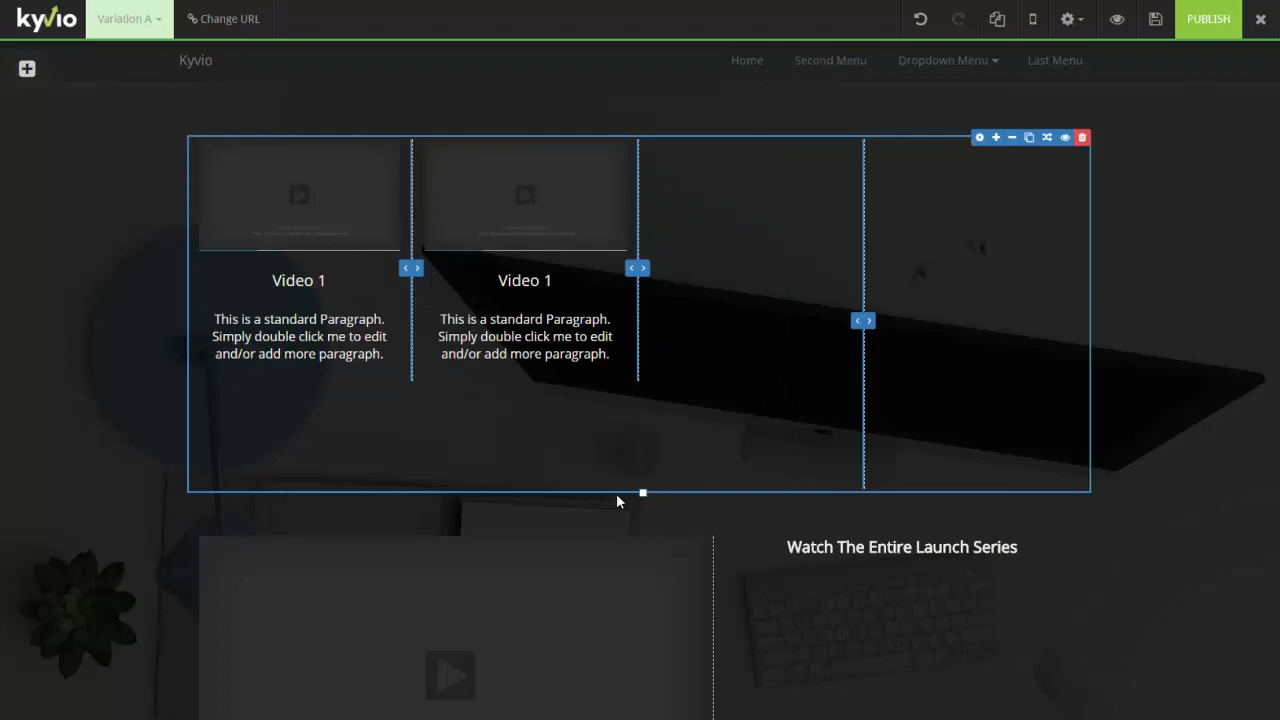 kyvio
Variation A
Change URL
PUBLISH
Kyvio
Home
Second Menu
Dropdown Menu
Last Menu
Video 1
This is a standard Paragraph.
Simply double click me to edit
and/or add more paragraph.
Video 1
This is a standard Paragraph.
Simply double click me to edit
and/or add more paragraph.
Watch The Entire Launch Series